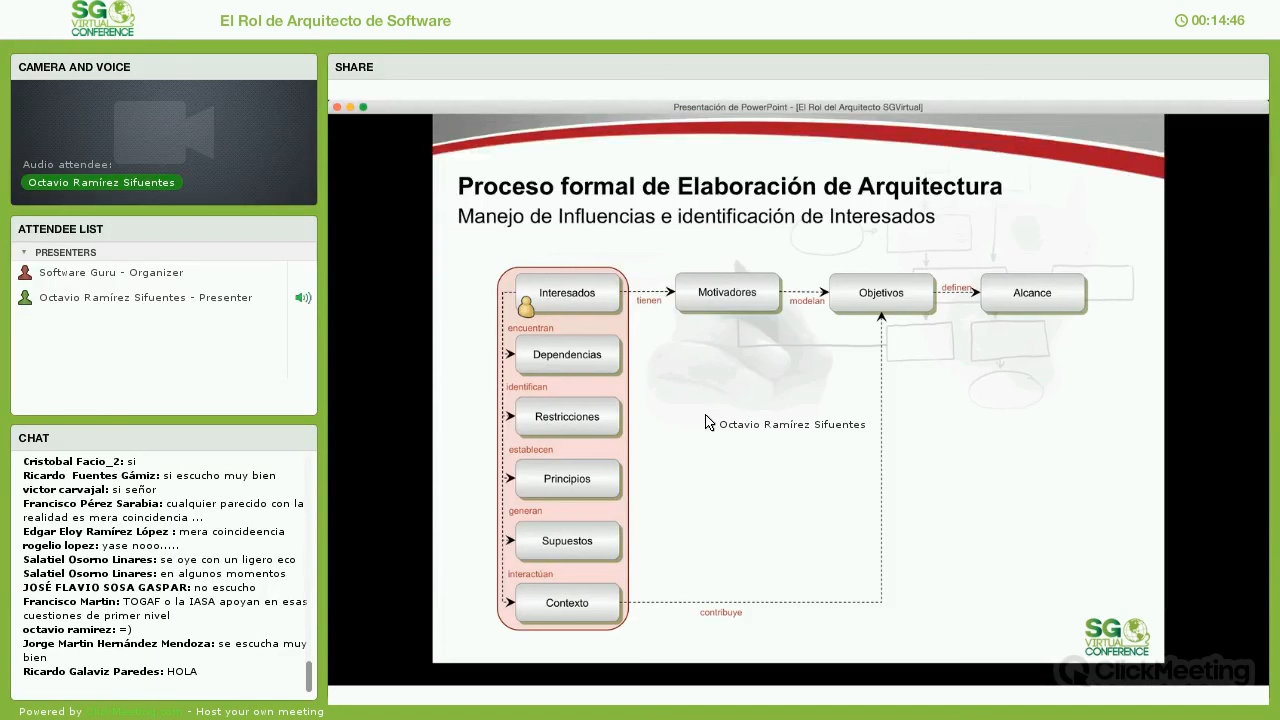 SG
VIRTUAL
CONFERENCE
El Rol de Arquitecto de Software
00:14:46
CAMERA AND VOICE
Audio attendee:
Octavio Ramírez Sifuentes
ATTENDEE LIST
PRESENTERS
Software Guru - Organizer
Octavio Ramírez Sifuentes - Presenter
CHAT
Cristobal Facio_2: si
Ricardo Fuentes Gámiz: si escucho muy bien
victor carvajal: si señor
Francisco Pérez Sarabia: cualquier parecido con la
realidad es mera coincidencia ...
Edgar Eloy Ramírez López : mera coincideencia
rogelio lopez: yase nooo.....
Salatiel Osorno Linares: se oye con un ligero eco
Salatiel Osorno Linares: en algunos momentos
JOSÉ FLAVIO SOSA GASPAR: no escucho
Francisco Martin: TOGAF o la IASA apoyan en esas
cuestiones de primer nivel
octavio ramirez: =)
Jorge Martin Hernández Mendoza: se escucha muy
bien
Ricardo Galaviz Paredes: HOLA
Powered by ClickMeeting.com - Host your own meeting
SHARE
Presentación de PowerPoint - [El Rol del Arquitecto SGVirtual]
Proceso formal de Elaboración de Arquitectura
Manejo de Influencias e identificación de Interesados
Interesados
tienen
Motivadores
modelan
Objetivos
definen
Alcance
encuentran
Dependencias
identifican
Restricciones
Octavio Ramírez Sifuentes
establecen
Principios
generan
Supuestos
interactúan
Contexto
contribuye
SG
VIRTUAL
CONFERENCE
ClickMeeting